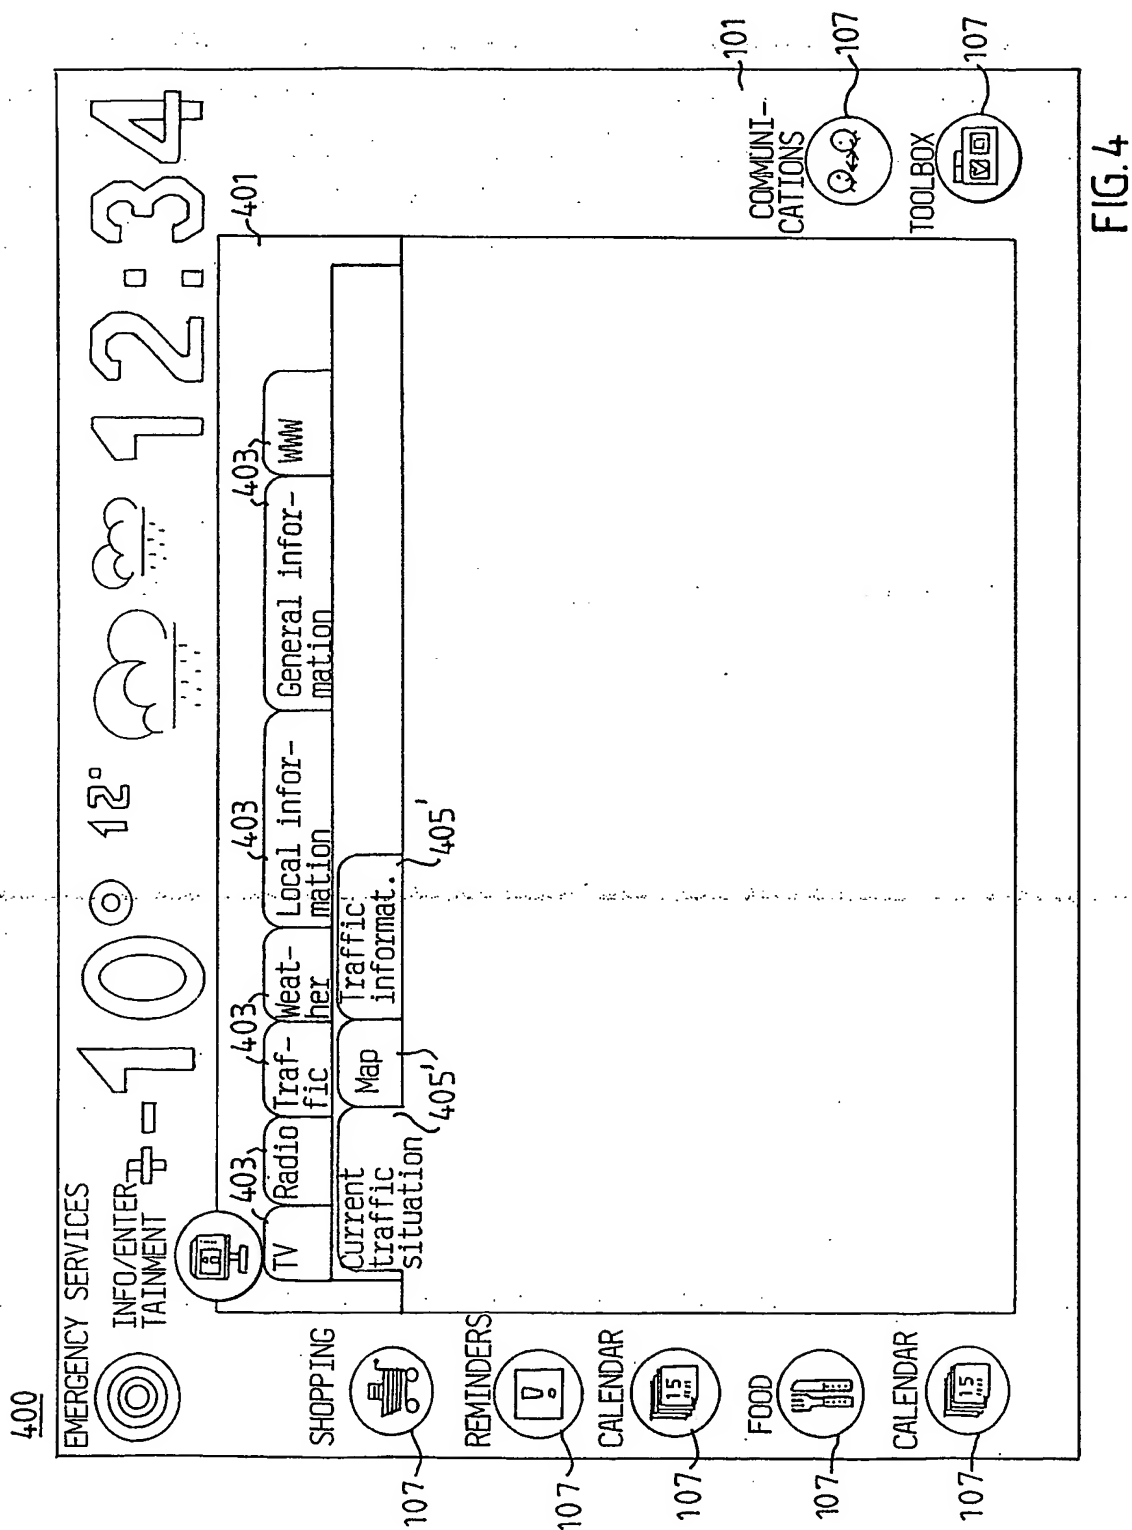 400
EMERGENCY SERVICES
INFO/ENTER-
TAINMENT
+-10° 12° 12:34
401
403
403
403
403
TV
Radio
Traf-
fic
Weat-
her
Local infor-
mation
General infor-
mation
WWW
Current
traffic
situation
Map
Traffic
informat.
405'
405'
SHOPPING
107
REMINDERS
!
107
CALENDAR
15
107
FOOD
107
CALENDAR
15
107
101
COMMUNI-
CATIONS
107
TOOLBOX
107
FIG. 4